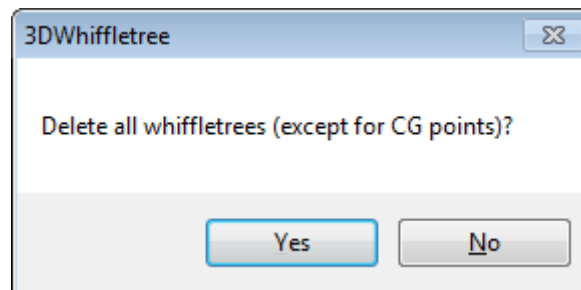 3DWhiffletree
Delete all whiffletrees (except for CG points)?
Yes
No